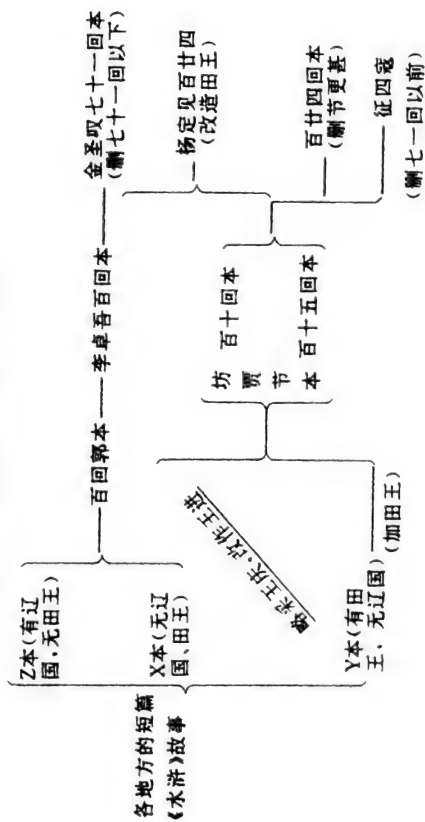 各地方的短篇
《水浒》故事
Z本(有辽
国,无田王)
X本(无辽
国、田王)
Y本(有田
王、无辽国)
(加田王)
略采王庆,改作王进
百回郭本
李卓吾百回本
金圣叹七十一回本
(删七十一回以下)
坊贾节本
百十回本
百十五回本
杨定见百廿四
(改造田王)
百廿四回本
(删节更甚)
征四寇
(删七一回以前)